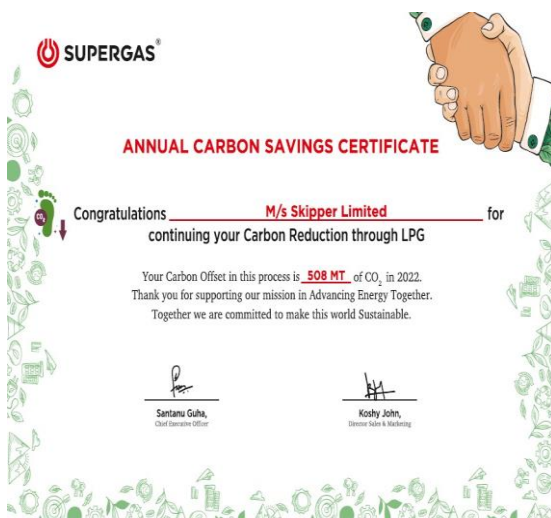 SUPERGAS®
ANNUAL CARBON SAVINGS CERTIFICATE
CO₂
Congratulations M/s Skipper Limited for
continuing your Carbon Reduction through LPG
Your Carbon Offset in this process is 508 MT of CO₂ in 2022.
Thank you for supporting our mission in Advancing Energy Together.
Together we are committed to make this world Sustainable.
Santanu Guha,
Chief Executive Officer
Koshy John,
Director Sales & Marketing